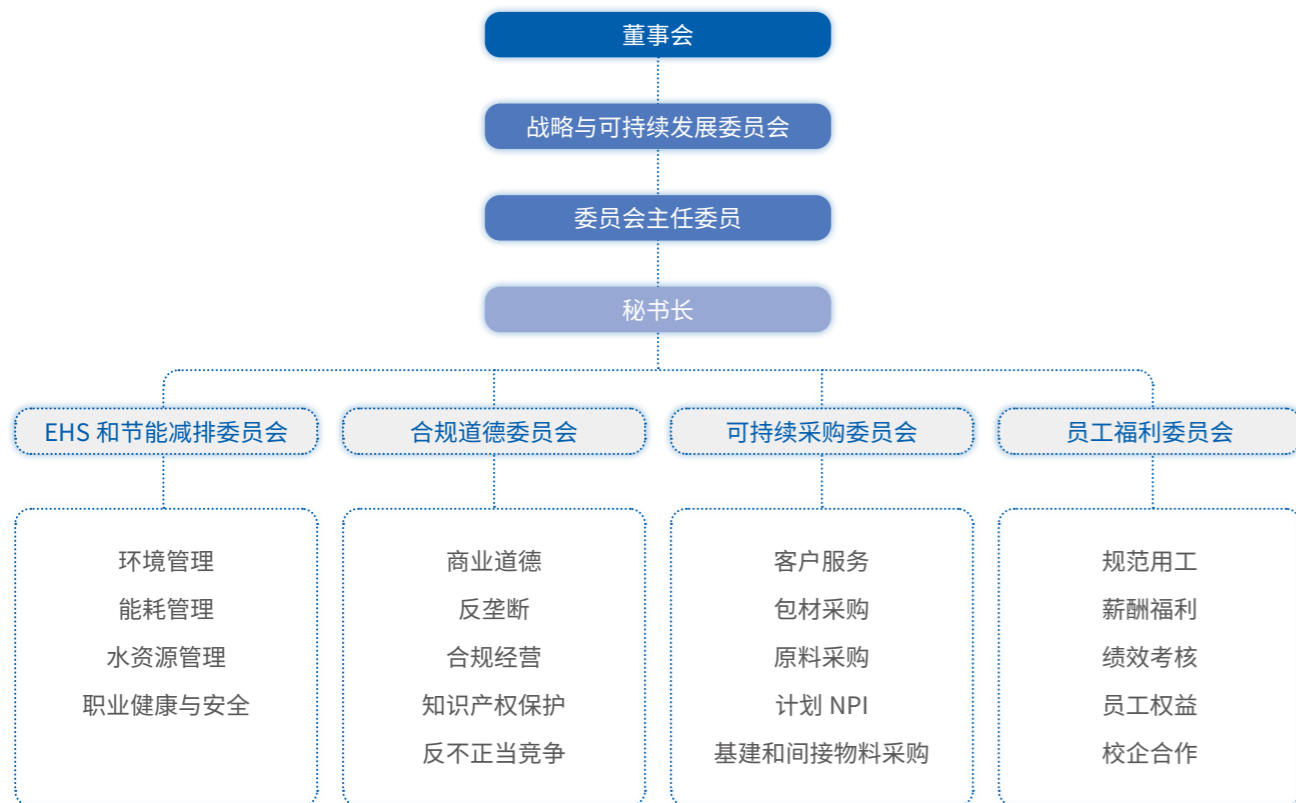 董事会
战略与可持续发展委员会
委员会主任委员
秘书长
EHS 和节能减排委员会
合规道德委员会
可持续采购委员会
员工福利委员会
环境管理
能耗管理
水资源管理
职业健康与安全
商业道德
反垄断
合规经营
知识产权保护
反不正当竞争
客户服务
包材采购
原料采购
计划 NPI
基建和间接物料采购
规范用工
薪酬福利
绩效考核
员工权益
校企合作